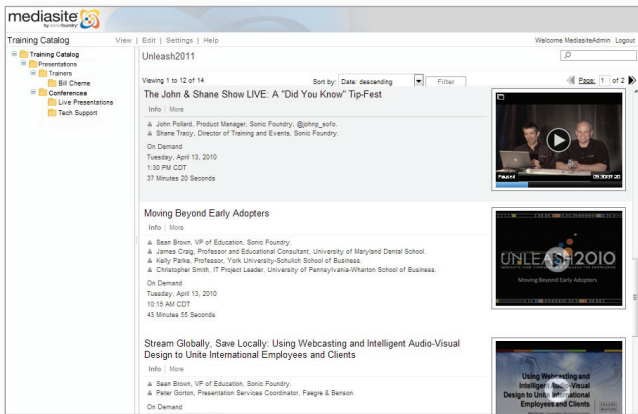 mediasite
by sonicfoundry
Training Catalog
View | Edit | Settings | Help
Welcome MediasiteAdmin Logout
Training Catalog
Presentations
Trainers
Bill Cherne
Conferences
Live Presentations
Tech Support
Unleash2011
Viewing 1 to 12 of 14
Sort by: Date: descending
Filter
Page: 1 of 2
The John & Shane Show LIVE: A "Did You Know" Tip-Fest
Info | More
John Pollard, Product Manager, Sonic Foundry, @johnp_sofo.
Shane Tracy, Director of Training and Events, Sonic Foundry.
On Demand
Tuesday, April 13, 2010
1:30 PM CDT
37 Minutes 20 Seconds
Paused
Moving Beyond Early Adopters
Info | More
Sean Brown, VP of Education, Sonic Foundry.
James Craig, Professor and Educational Consultant, University of Maryland Dental School.
Kelly Parke, Professor, York University-Schulich School of Business.
Christopher Smith, IT Project Leader, University of Pennsylvania-Wharton School of Business.
On Demand
Tuesday, April 13, 2010
10:15 AM CDT
43 Minutes 55 Seconds
UNLEASH2010
Moving Beyond Early Adopters
Stream Globally, Save Locally: Using Webcasting and Intelligent Audio-Visual
Design to Unite International Employees and Clients
Info | More
Sean Brown, VP of Education, Sonic Foundry.
Peter Gorton, Presentation Services Coordinator, Faegre & Benson.
On Demand
Using Webcasting and
Intelligent Audio-Visual
Design to Unite International
Employees and Clients